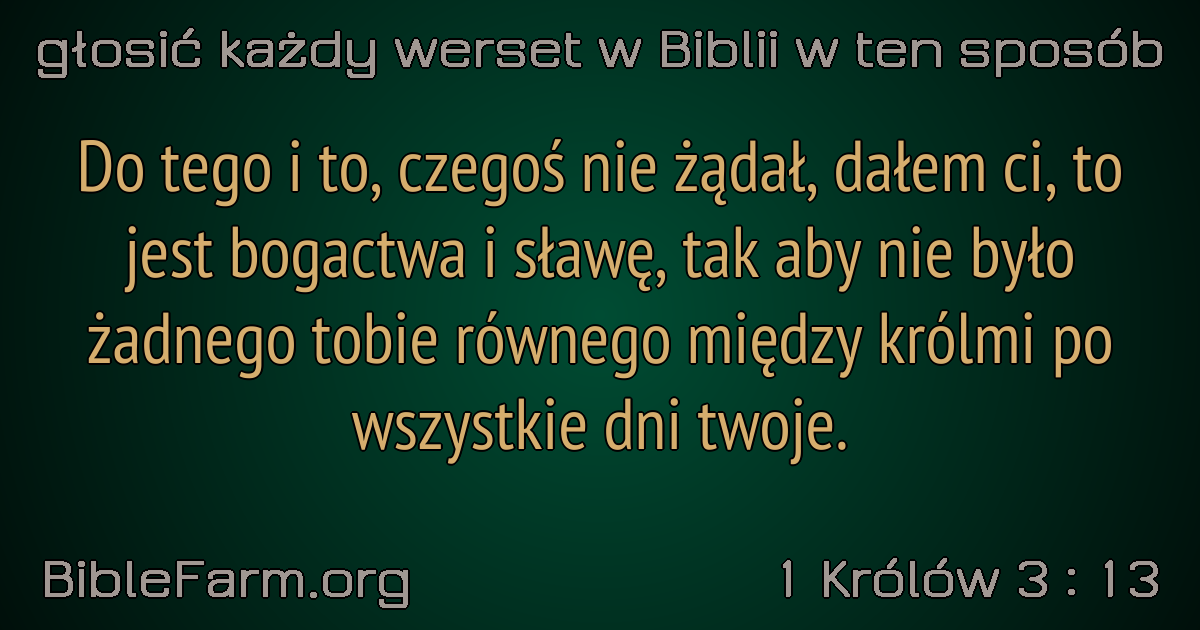 głosić każdy werset w Biblii w ten sposób
Do tego i to, czegoś nie żądał, dałem ci, to
jest bogactwa i sławę, tak aby nie było
żadnego tobie równego między królmi po
wszystkie dni twoje.
BibleFarm.org
1 Królów 3 : 13